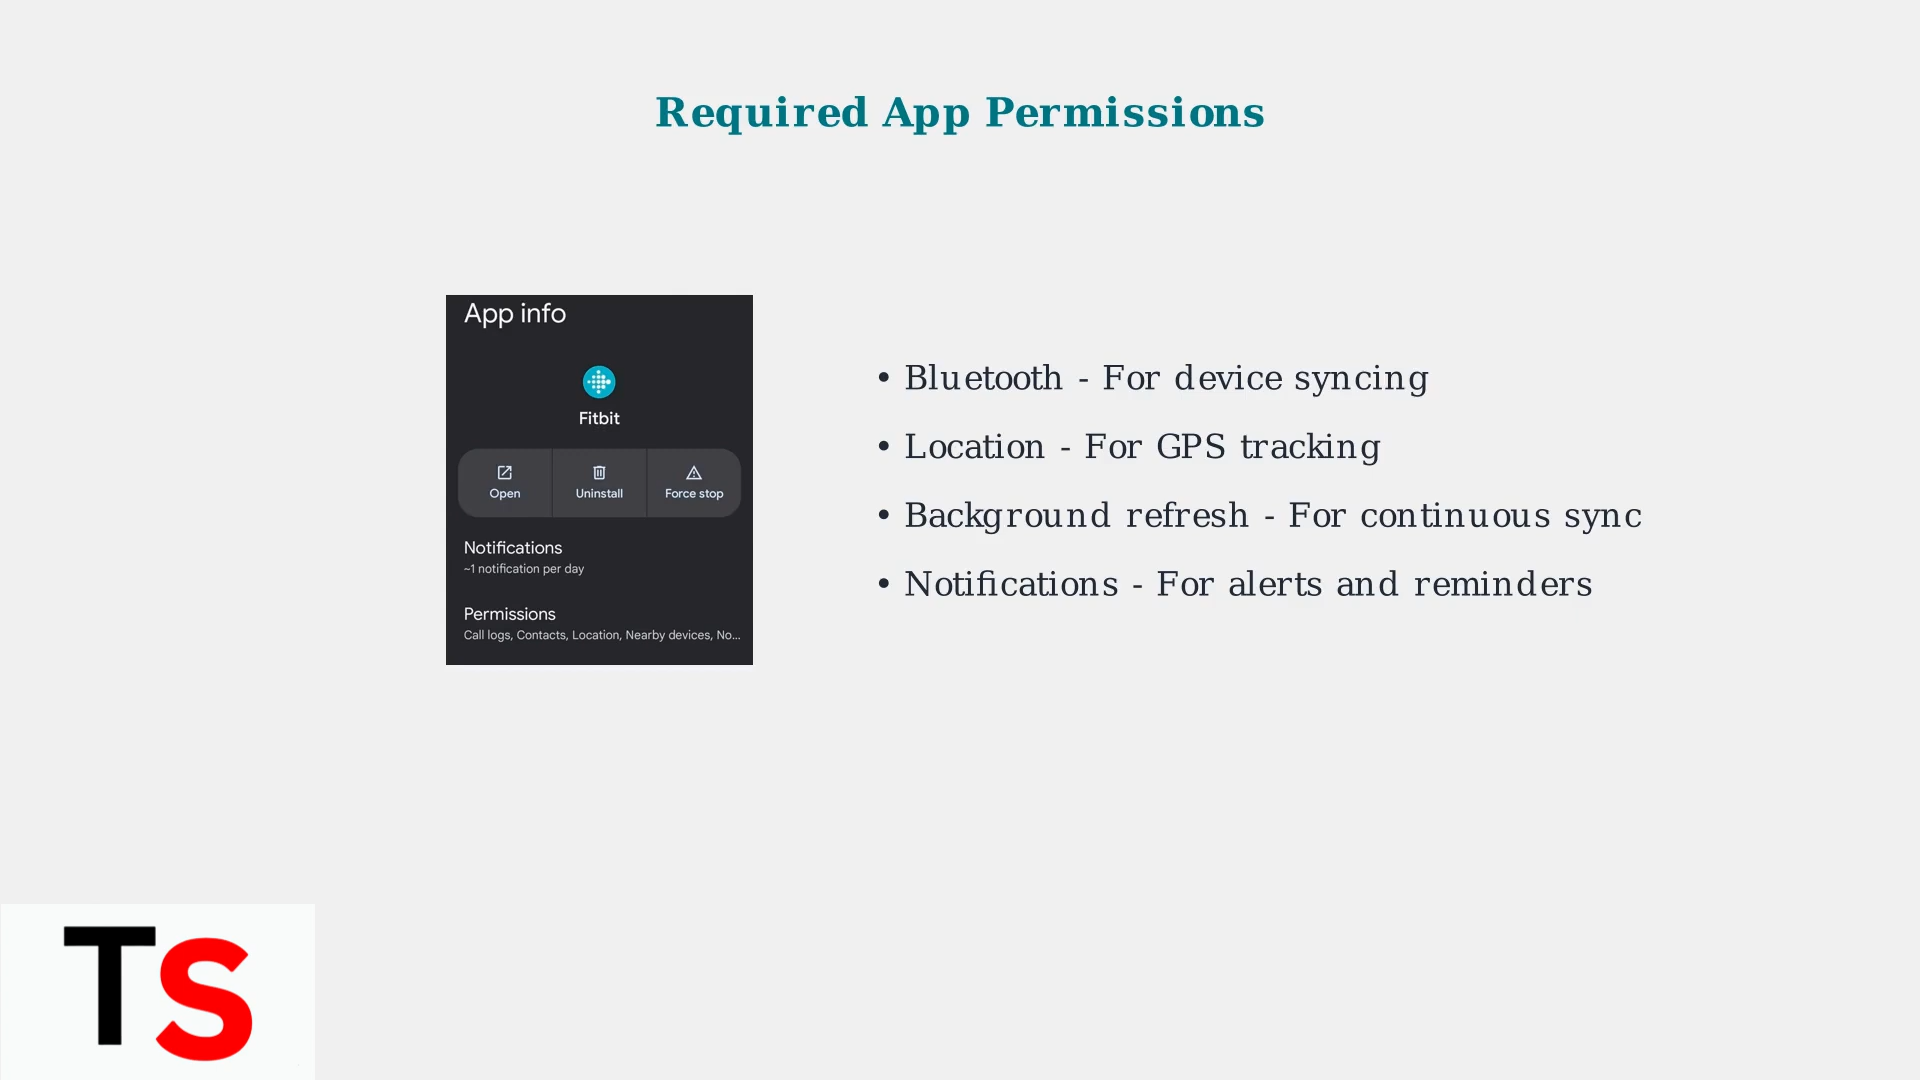 Required App Permissions
App info
Fitbit
Open
Uninstall
Force stop
Notifications
~1 notification per day
Permissions
Call logs, Contacts, Location, Nearby devices, No...
• Bluetooth - For device syncing
• Location - For GPS tracking
• Background refresh - For continuous sync
• Notifications - For alerts and reminders
TS